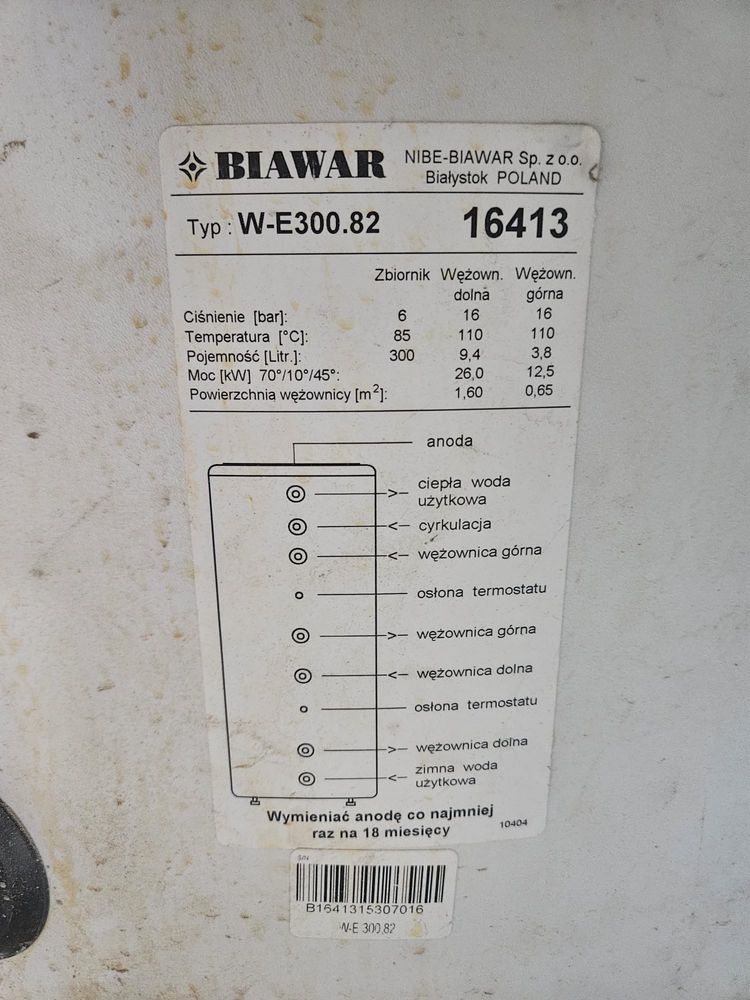 BIAWAR
NIBE-BIAWAR Sp. z o.o.
Białystok POLAND
Typ : W-E300.82 16413
Zbiornik Wężown. Wężown.
dolna górna
Ciśnienie [bar]: 6 16 16
Temperatura [°C]: 85 110 110
Pojemność [Litr.]: 300 9,4 3,8
Moc [kW] 70°/10°/45°: 26,0 12,5
Powierzchnia wężownicy [m²]: 1,60 0,65
anoda
>– ciepła woda
użytkowa
<– cyrkulacja
<– wężownica górna
osłona termostatu
>– wężownica górna
<– wężownica dolna
osłona termostatu
>– wężownica dolna
<– zimna woda
użytkowa
Wymieniać anodę co najmniej
raz na 18 miesięcy
10404
S/N
B1641315307016
W-E 300.82